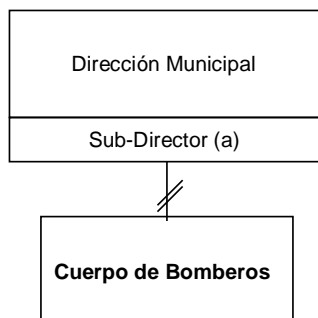 Dirección Municipal
Sub-Director (a)
Cuerpo de Bomberos